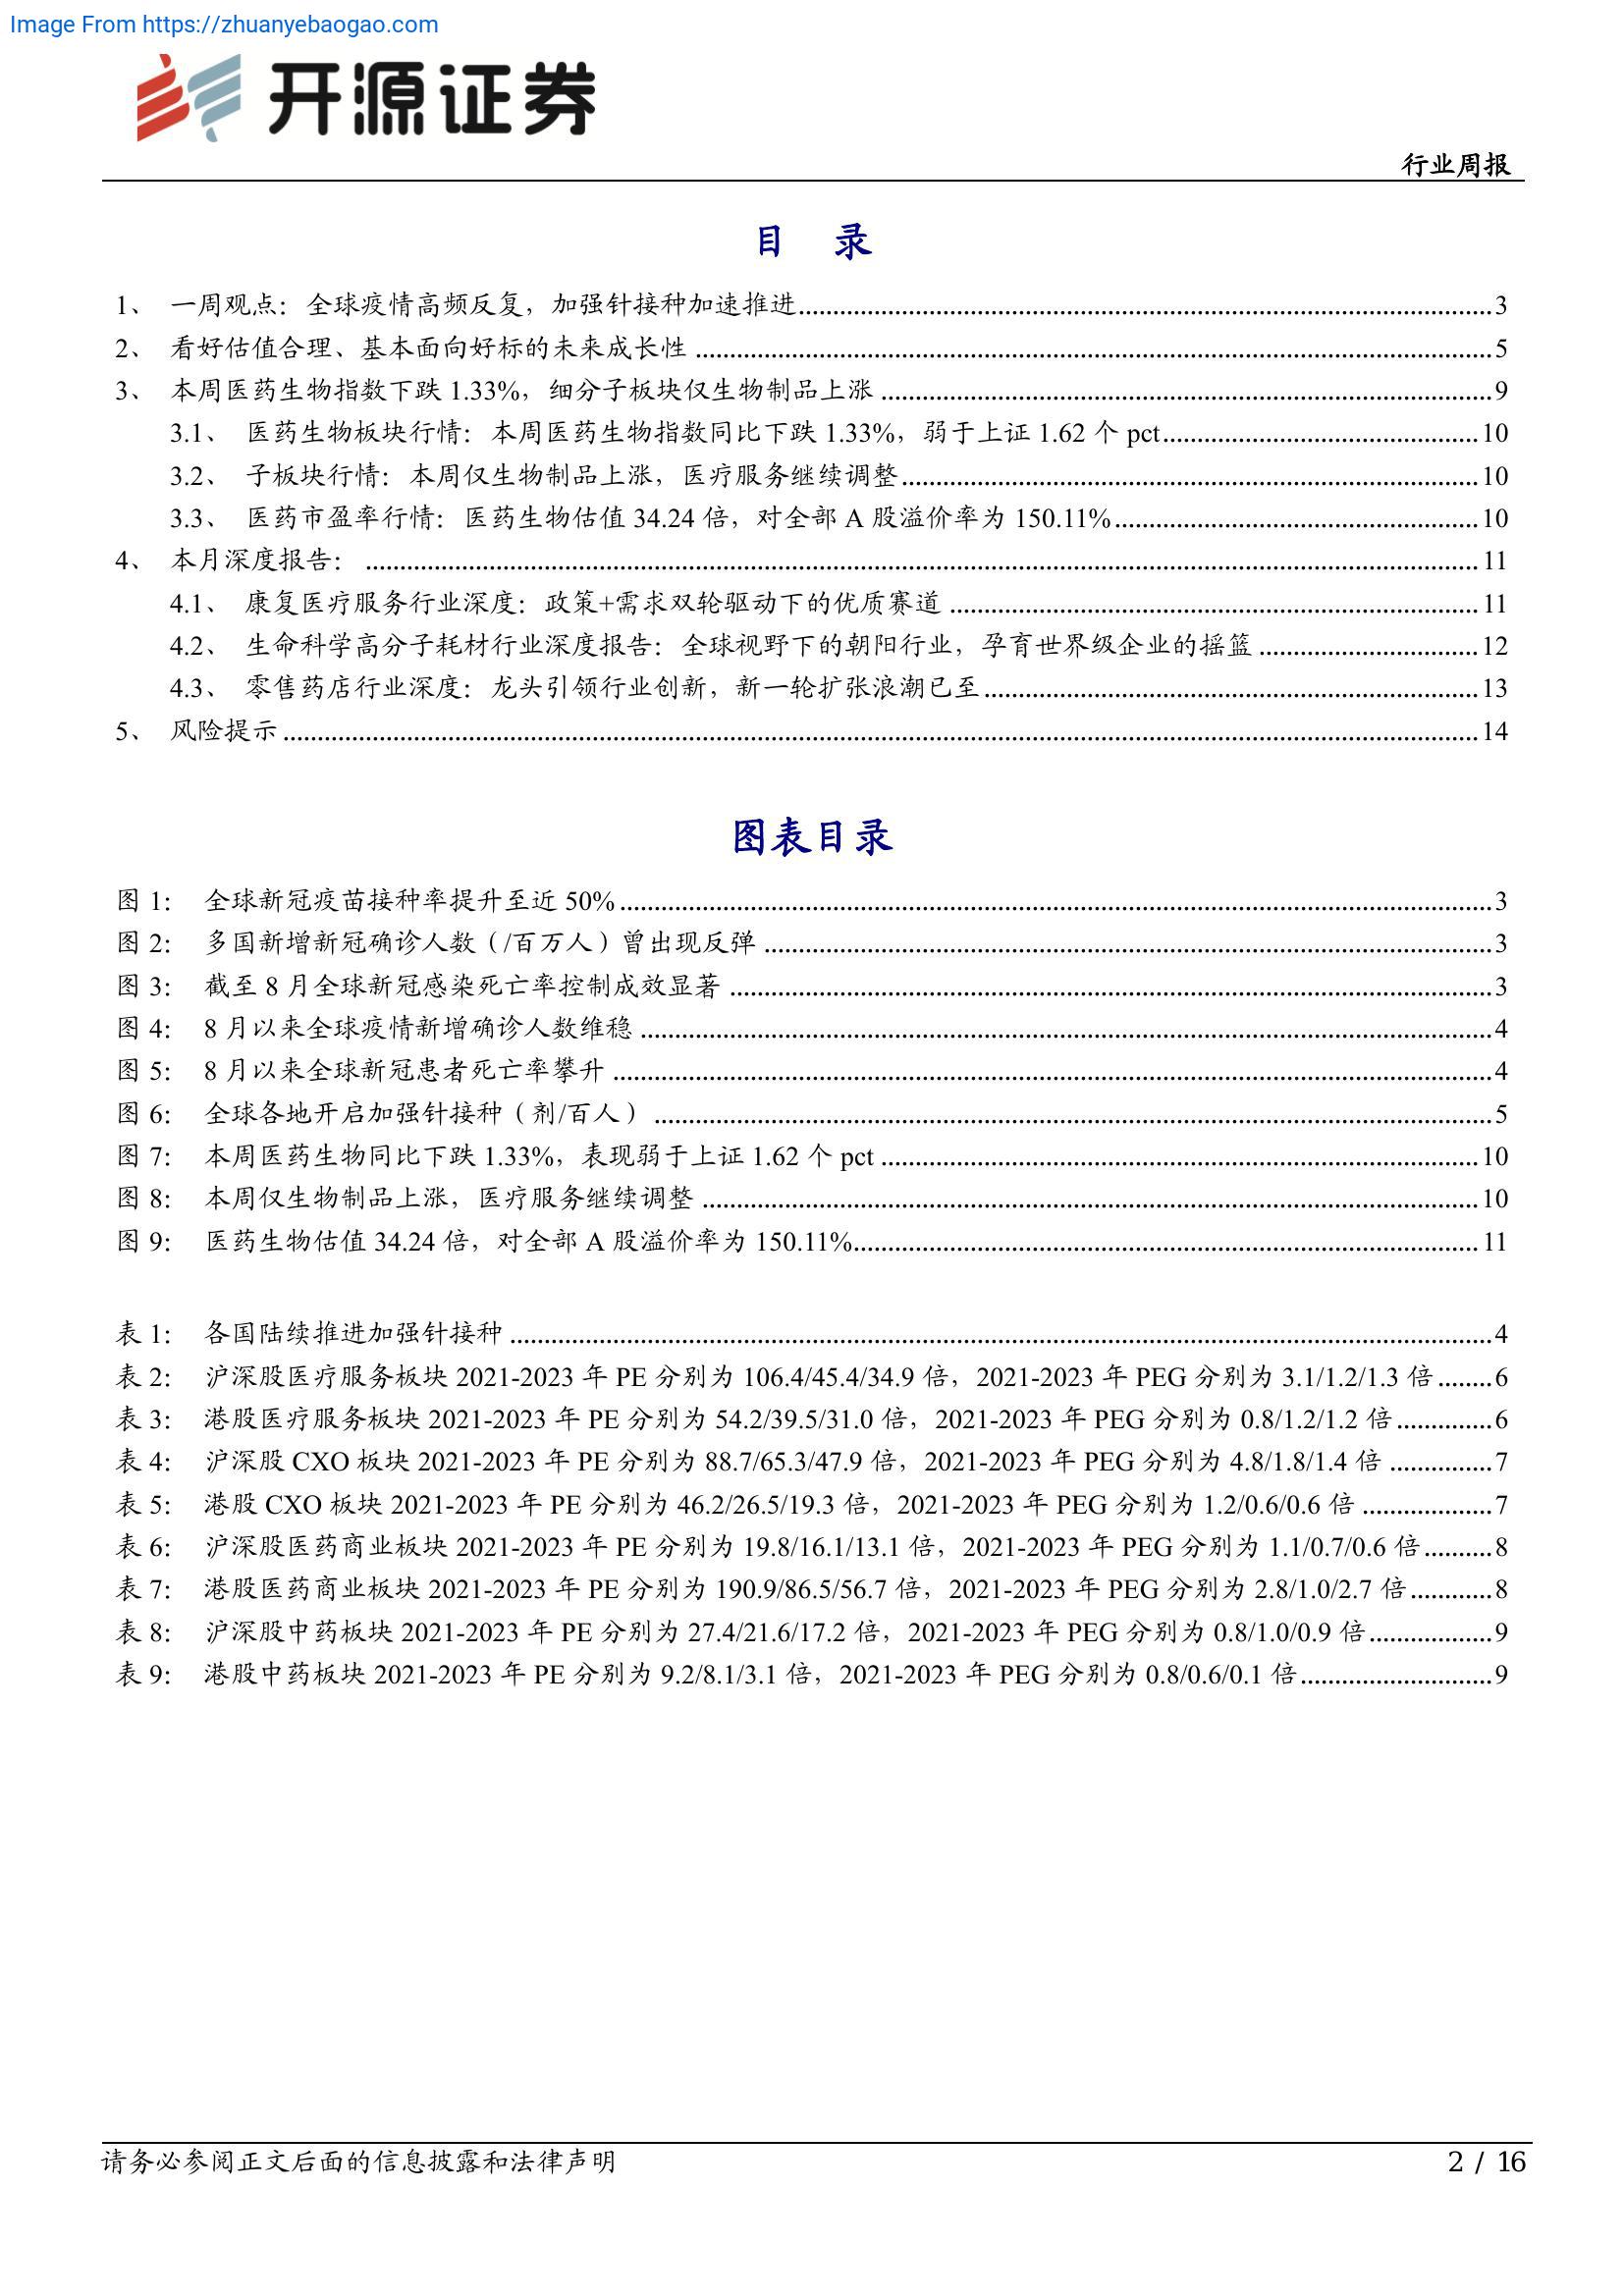 Image From https://zhuanyebaogao.com
开源证券
行业周报
目 录
1、 一周观点：全球疫情高频反复，加强针接种加速推进........3
2、 看好估值合理、基本面向好标的未来成长性........5
3、 本周医药生物指数下跌 1.33%，细分子板块仅生物制品上涨........9
3.1、 医药生物板块行情：本周医药生物指数同比下跌 1.33%，弱于上证 1.62 个 pct........10
3.2、 子板块行情：本周仅生物制品上涨，医疗服务继续调整........10
3.3、 医药市盈率行情：医药生物估值 34.24 倍，对全部 A 股溢价率为 150.11%........10
4、 本月深度报告：........11
4.1、 康复医疗服务行业深度：政策+需求双轮驱动下的优质赛道........11
4.2、 生命科学高分子耗材行业深度报告：全球视野下的朝阳行业，孕育世界级企业的摇篮........12
4.3、 零售药店行业深度：龙头引领行业创新，新一轮扩张浪潮已至........13
5、 风险提示........14
图表目录
图 1： 全球新冠疫苗接种率提升至近 50%........3
图 2： 多国新增新冠确诊人数（/百万人）曾出现反弹........3
图 3： 截至 8 月全球新冠感染死亡率控制成效显著........3
图 4： 8 月以来全球疫情新增确诊人数维稳........4
图 5： 8 月以来全球新冠患者死亡率攀升........4
图 6： 全球各地开启加强针接种（剂/百人）........5
图 7： 本周医药生物同比下跌 1.33%，表现弱于上证 1.62 个 pct........10
图 8： 本周仅生物制品上涨，医疗服务继续调整........10
图 9： 医药生物估值 34.24 倍，对全部 A 股溢价率为 150.11%........11
表 1： 各国陆续推进加强针接种........4
表 2： 沪深股医疗服务板块 2021-2023 年 PE 分别为 106.4/45.4/34.9 倍，2021-2023 年 PEG 分别为 3.1/1.2/1.3 倍........6
表 3： 港股医疗服务板块 2021-2023 年 PE 分别为 54.2/39.5/31.0 倍，2021-2023 年 PEG 分别为 0.8/1.2/1.2 倍........6
表 4： 沪深股 CXO 板块 2021-2023 年 PE 分别为 88.7/65.3/47.9 倍，2021-2023 年 PEG 分别为 4.8/1.8/1.4 倍........7
表 5： 港股 CXO 板块 2021-2023 年 PE 分别为 46.2/26.5/19.3 倍，2021-2023 年 PEG 分别为 1.2/0.6/0.6 倍........7
表 6： 沪深股医药商业板块 2021-2023 年 PE 分别为 19.8/16.1/13.1 倍，2021-2023 年 PEG 分别为 1.1/0.7/0.6 倍........8
表 7： 港股医药商业板块 2021-2023 年 PE 分别为 190.9/86.5/56.7 倍，2021-2023 年 PEG 分别为 2.8/1.0/2.7 倍........8
表 8： 沪深股中药板块 2021-2023 年 PE 分别为 27.4/21.6/17.2 倍，2021-2023 年 PEG 分别为 0.8/1.0/0.9 倍........9
表 9： 港股中药板块 2021-2023 年 PE 分别为 9.2/8.1/3.1 倍，2021-2023 年 PEG 分别为 0.8/0.6/0.1 倍........9
请务必参阅正文后面的信息披露和法律声明
2 / 16